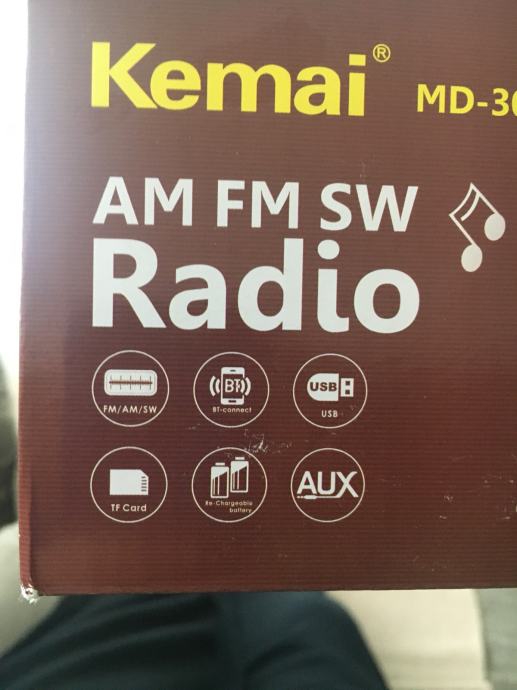 Kemai®
MD-30
AM FM SW
Radio
FM/AM/SW
BT
BT-connect
USB
USB
TF Card
Re-Chargeable
battery
AUX